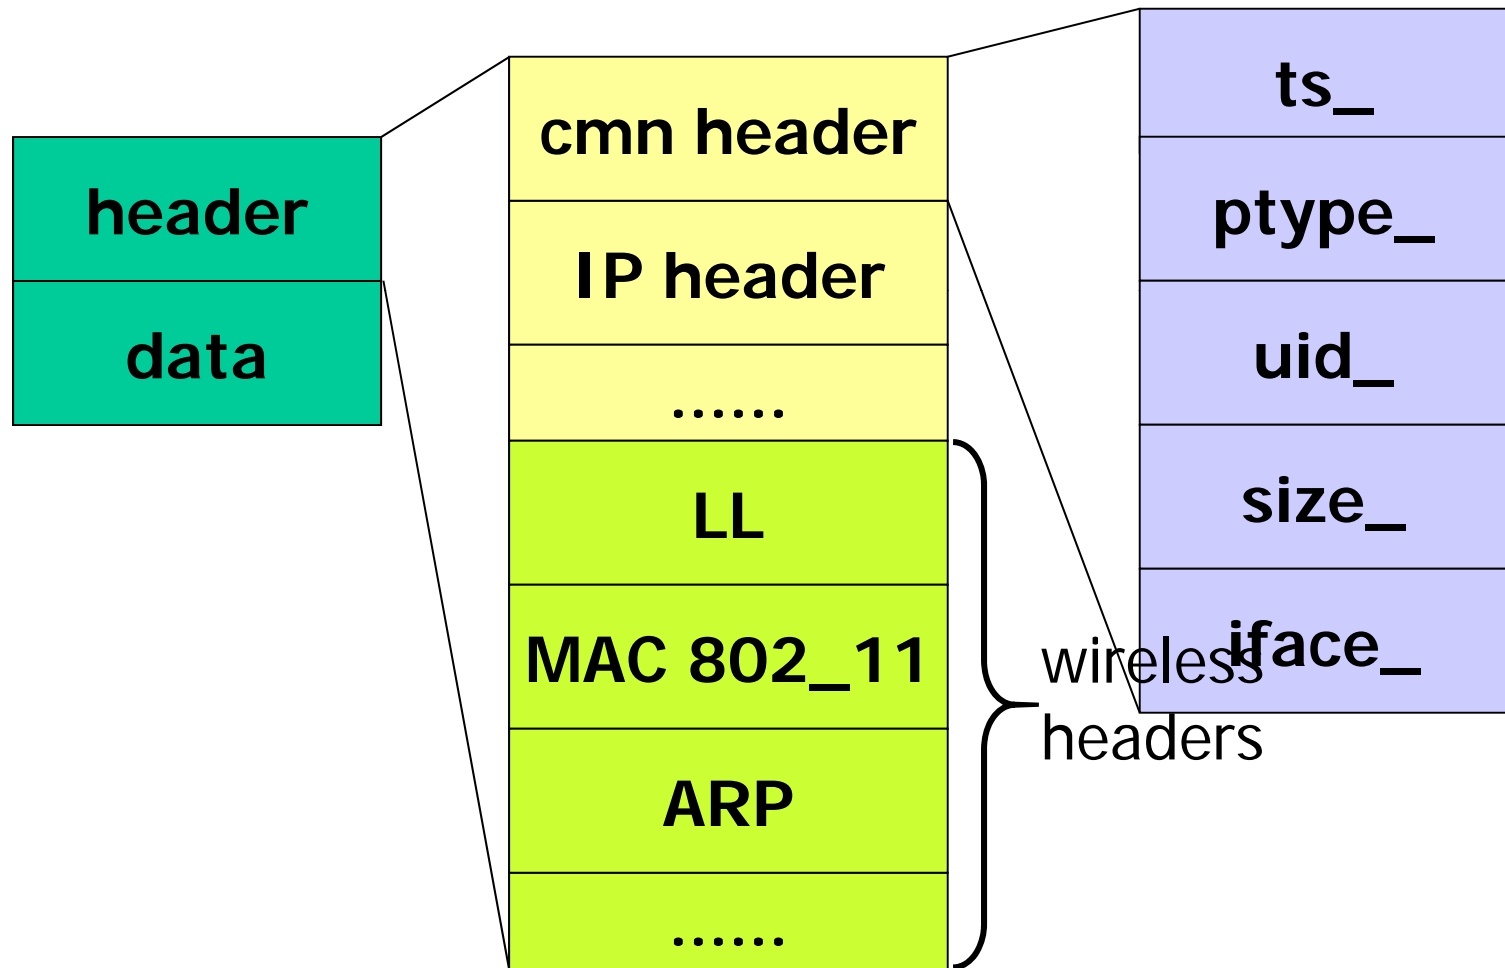 header
data
cmn header
IP header
......
LL
MAC 802_11
ARP
......
wireless
headers
ts_
ptype_
uid_
size_
iface_